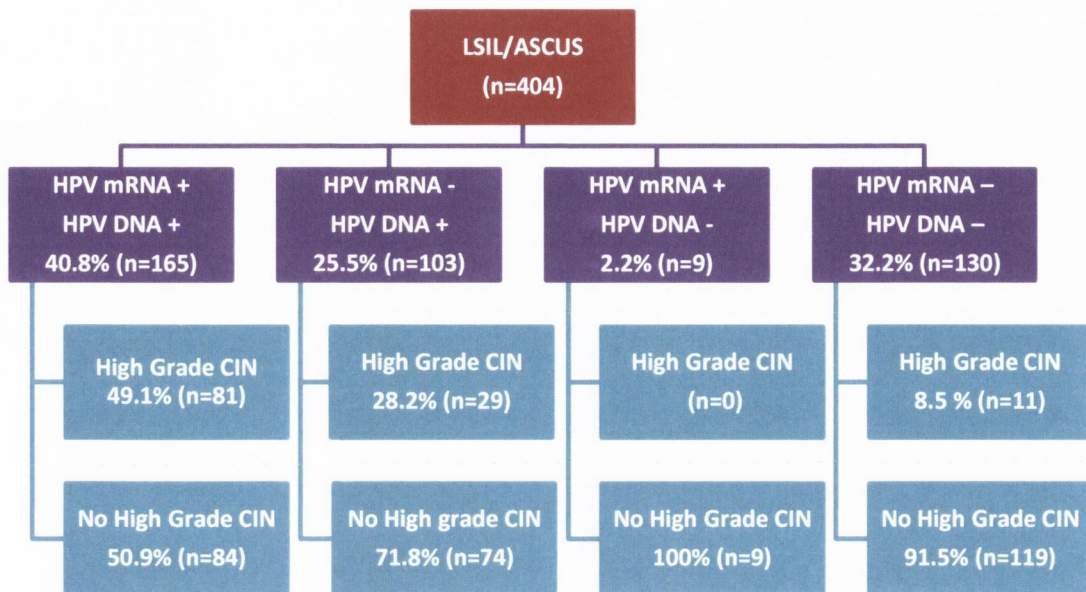 LSIL/ASCUS
(n=404)
HPV mRNA +
HPV DNA +
40.8% (n=165)
HPV mRNA -
HPV DNA +
25.5% (n=103)
HPV mRNA +
HPV DNA -
2.2% (n=9)
HPV mRNA –
HPV DNA –
32.2% (n=130)
High Grade CIN
49.1% (n=81)
High Grade CIN
28.2% (n=29)
High Grade CIN
(n=0)
High Grade CIN
8.5 % (n=11)
No High Grade CIN
50.9% (n=84)
No High grade CIN
71.8% (n=74)
No High Grade CIN
100% (n=9)
No High Grade CIN
91.5% (n=119)